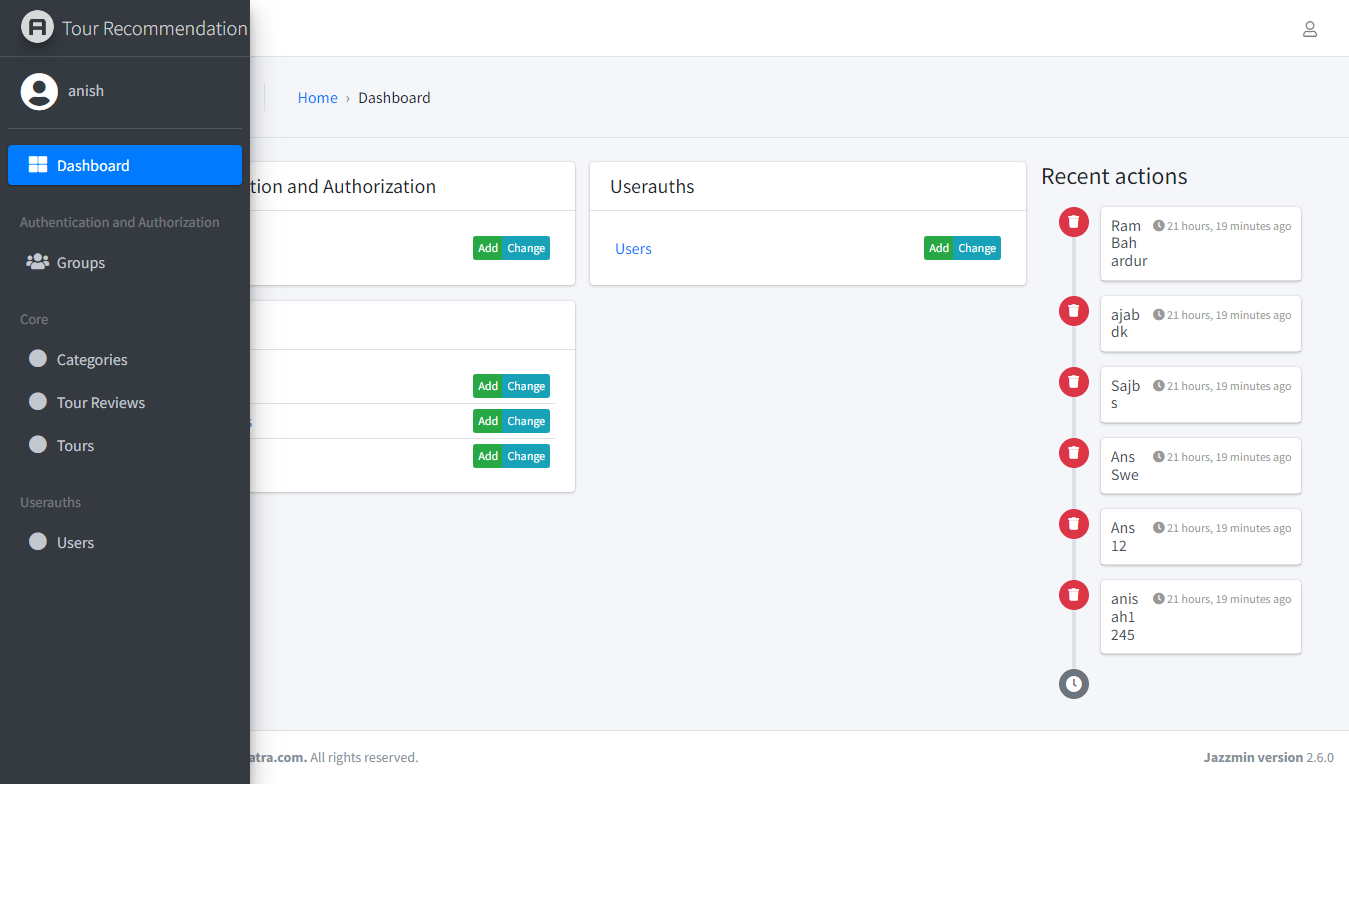 Tour Recommendation
anish
Dashboard
Authentication and Authorization
Groups
Core
Categories
Tour Reviews
Tours
Userauths
Users
Home › Dashboard
tion and Authorization
Add Change
Add Change
Add Change
Add Change
Userauths
Users
Add Change
Recent actions
Ram
Bah
ardur
21 hours, 19 minutes ago
ajab
dk
21 hours, 19 minutes ago
Sajb
s
21 hours, 19 minutes ago
Ans
Swe
21 hours, 19 minutes ago
Ans
12
21 hours, 19 minutes ago
anis
ah1
245
21 hours, 19 minutes ago
atra.com. All rights reserved.
Jazzmin version 2.6.0